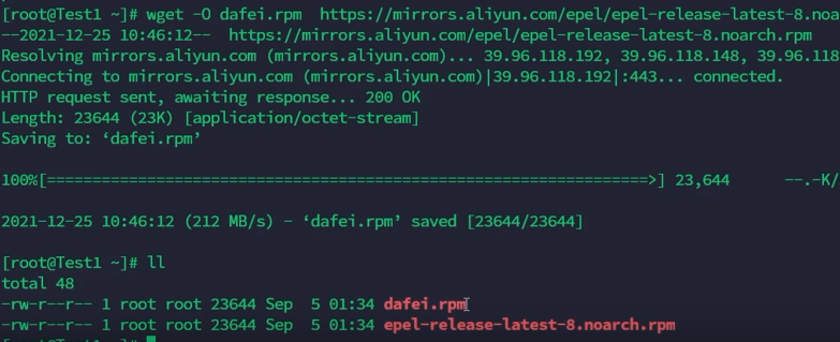 [root@Test1 ~]# wget -O dafei.rpm  https://mirrors.aliyun.com/epel/epel-release-latest-8.noa
--2021-12-25 10:46:12--  https://mirrors.aliyun.com/epel/epel-release-latest-8.noarch.rpm
Resolving mirrors.aliyun.com (mirrors.aliyun.com)... 39.96.118.192, 39.96.118.148, 39.96.118
Connecting to mirrors.aliyun.com (mirrors.aliyun.com)|39.96.118.192|:443... connected.
HTTP request sent, awaiting response... 200 OK
Length: 23644 (23K) [application/octet-stream]
Saving to: ‘dafei.rpm’
100%[==================================================================>] 23,644      --.-K/
2021-12-25 10:46:12 (212 MB/s) - ‘dafei.rpm’ saved [23644/23644]
[root@Test1 ~]# ll
total 48
-rw-r--r-- 1 root root 23644 Sep  5 01:34 dafei.rpm
-rw-r--r-- 1 root root 23644 Sep  5 01:34 epel-release-latest-8.noarch.rpm
[root@Test1 ~]#